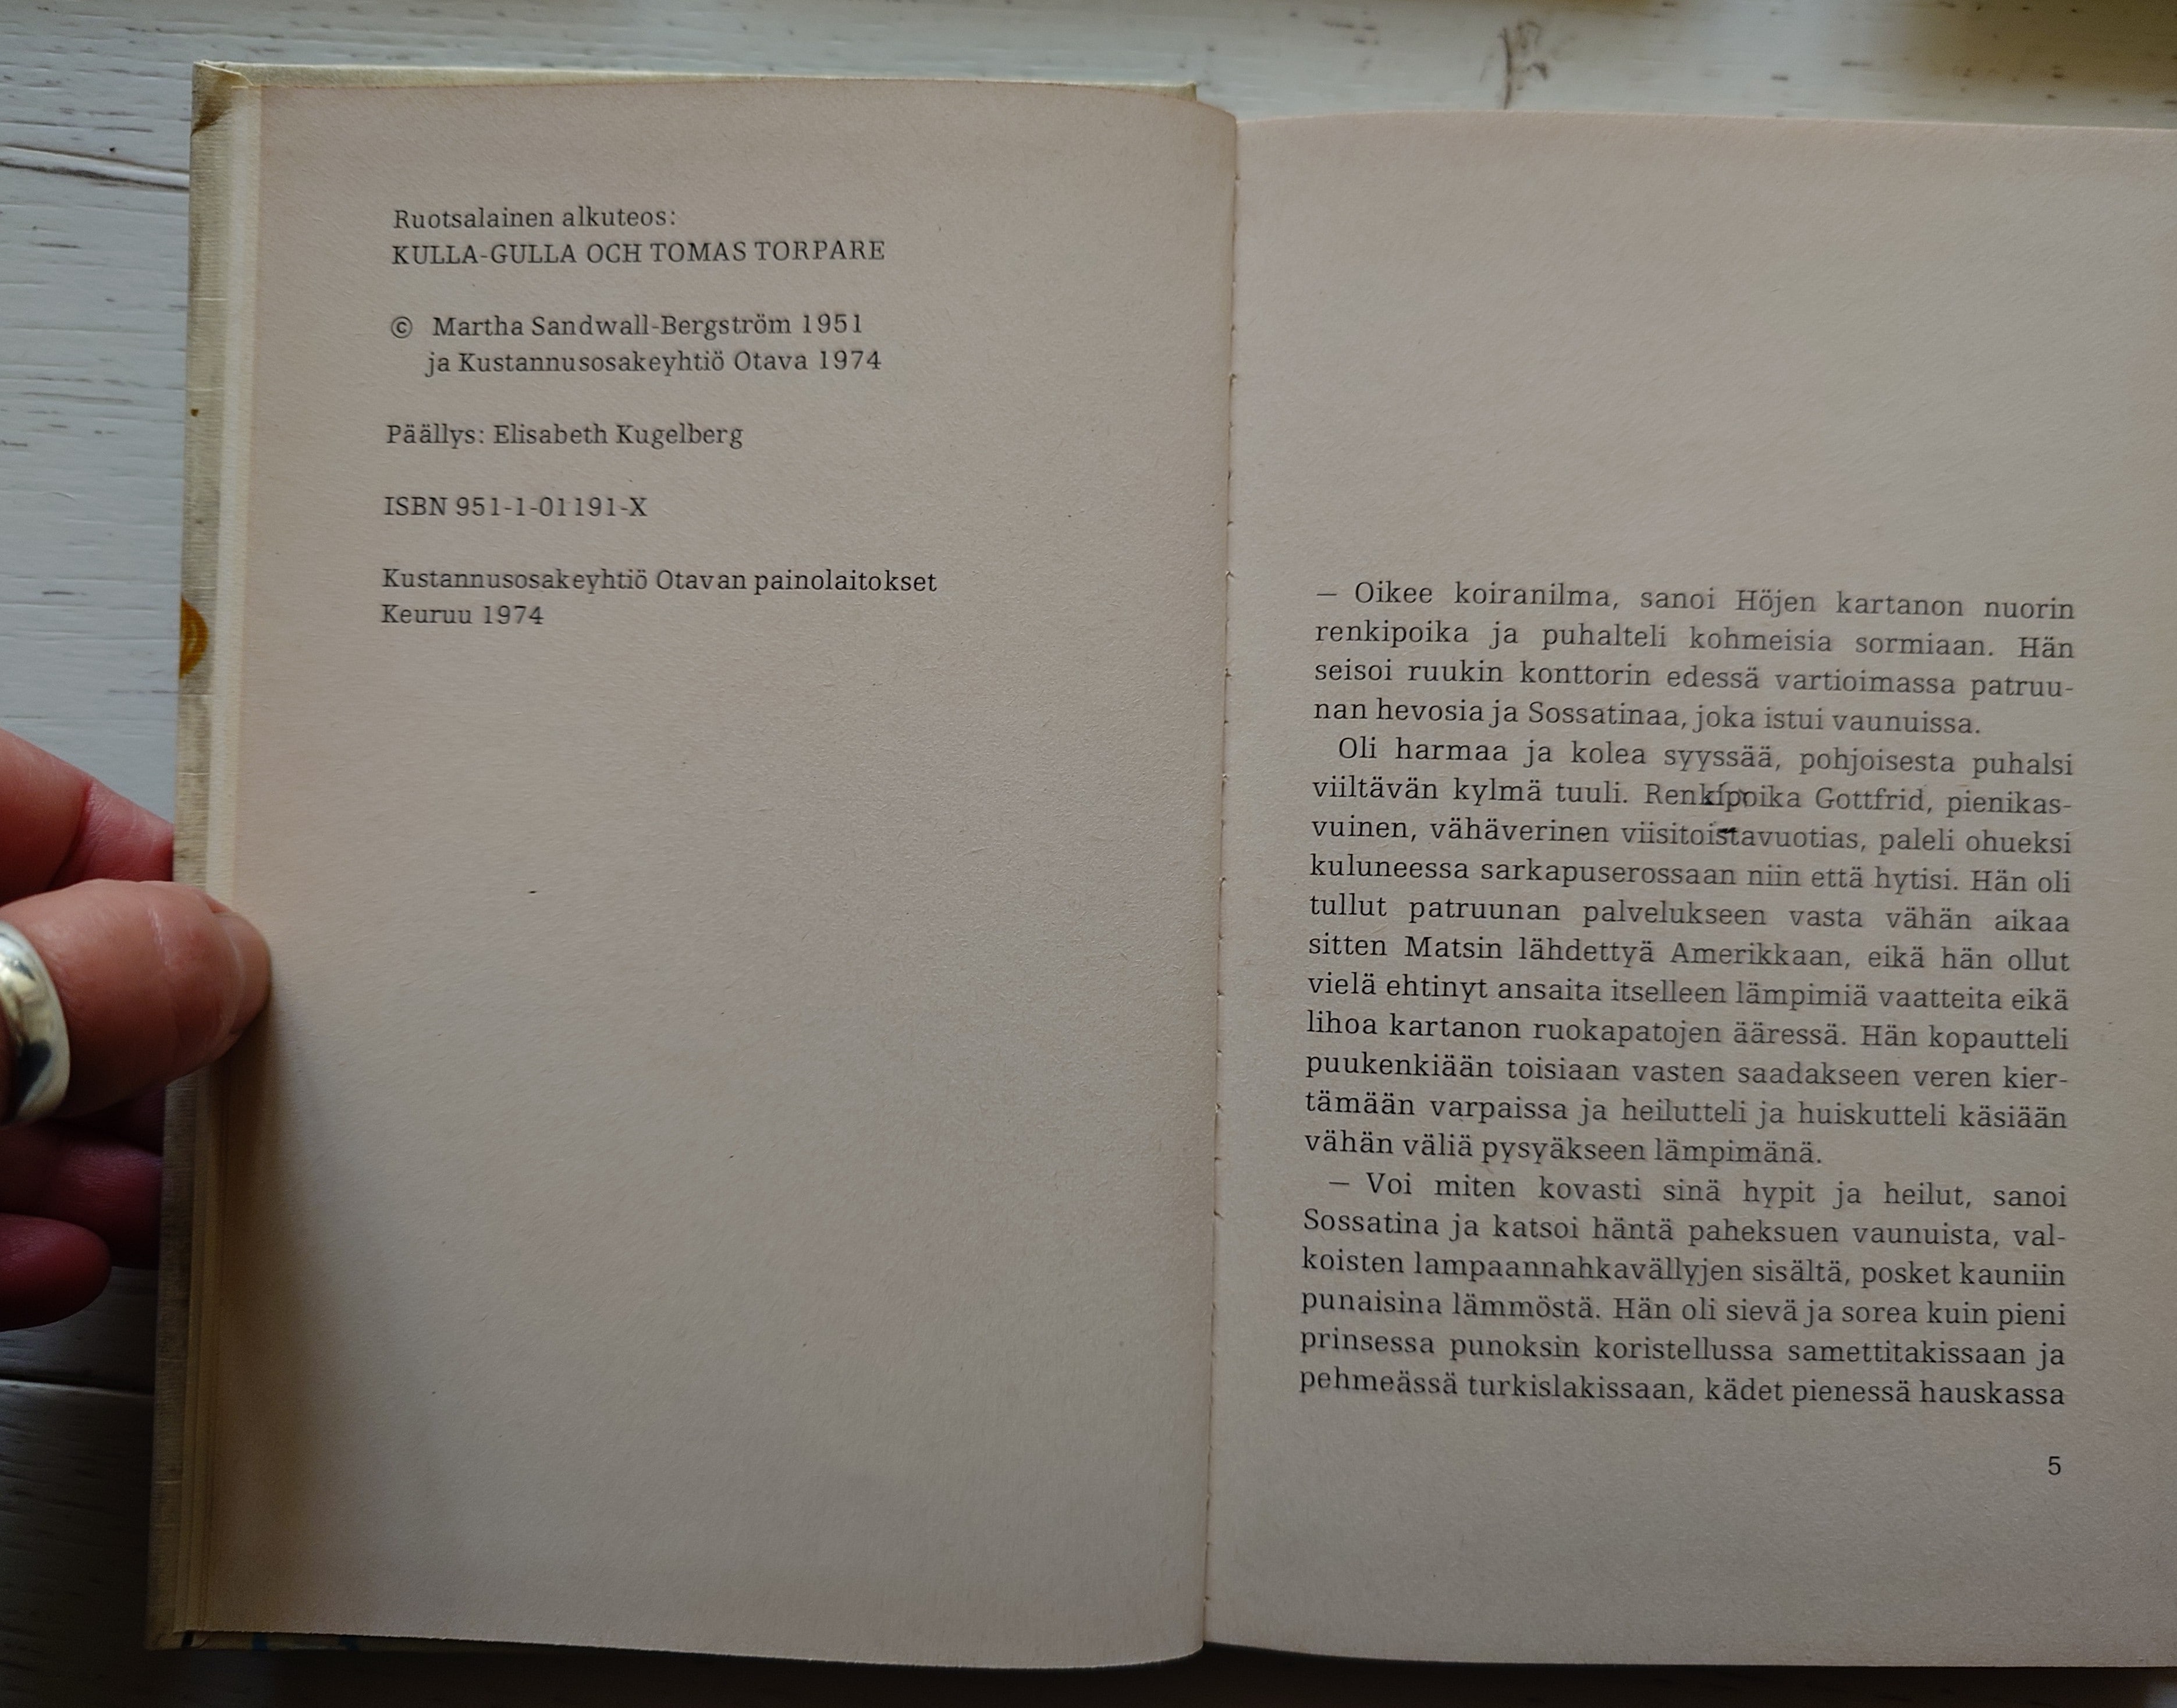 Ruotsalainen alkuteos:
KULLA-GULLA OCH TOMAS TORPARE
© Martha Sandwall-Bergström 1951
ja Kustannusosakeyhtiö Otava 1974
Päällys: Elisabeth Kugelberg
ISBN 951-1-01191-X
Kustannusosakeyhtiö Otavan painolaitokset
Keuruu 1974
— Oikee koiranilma, sanoi Höjen kartanon nuorin
renkipoika ja puhalteli kohmeisia sormiaan. Hän
seisoi ruukin konttorin edessä vartioimassa patruu-
nan hevosia ja Sossatinaa, joka istui vaunuissa.
Oli harmaa ja kolea syyssää, pohjoisesta puhalsi
viiltävän kylmä tuuli. Renkipoika Gottfrid, pienikas-
vuinen, vähäverinen viisitoistavuotias, paleli ohueksi
kuluneessa sarkapuserossaan niin että hytisi. Hän oli
tullut patruunan palvelukseen vasta vähän aikaa
sitten Matsin lähdettyä Amerikkaan, eikä hän ollut
vielä ehtinyt ansaita itselleen lämpimiä vaatteita eikä
lihoa kartanon ruokapatojen ääressä. Hän kopautteli
puukenkiään toisiaan vasten saadakseen veren kier-
tämään varpaissa ja heilutteli ja huiskutteli käsiään
vähän väliä pysyäkseen lämpimänä.
— Voi miten kovasti sinä hypit ja heilut, sanoi
Sossatina ja katsoi häntä paheksuen vaunuista, val-
koisten lampaannahkavällyjen sisältä, posket kauniin
punaisina lämmöstä. Hän oli sievä ja sorea kuin pieni
prinsessa punoksin koristellussa samettitakissaan ja
pehmeässä turkislakissaan, kädet pienessä hauskassa
5